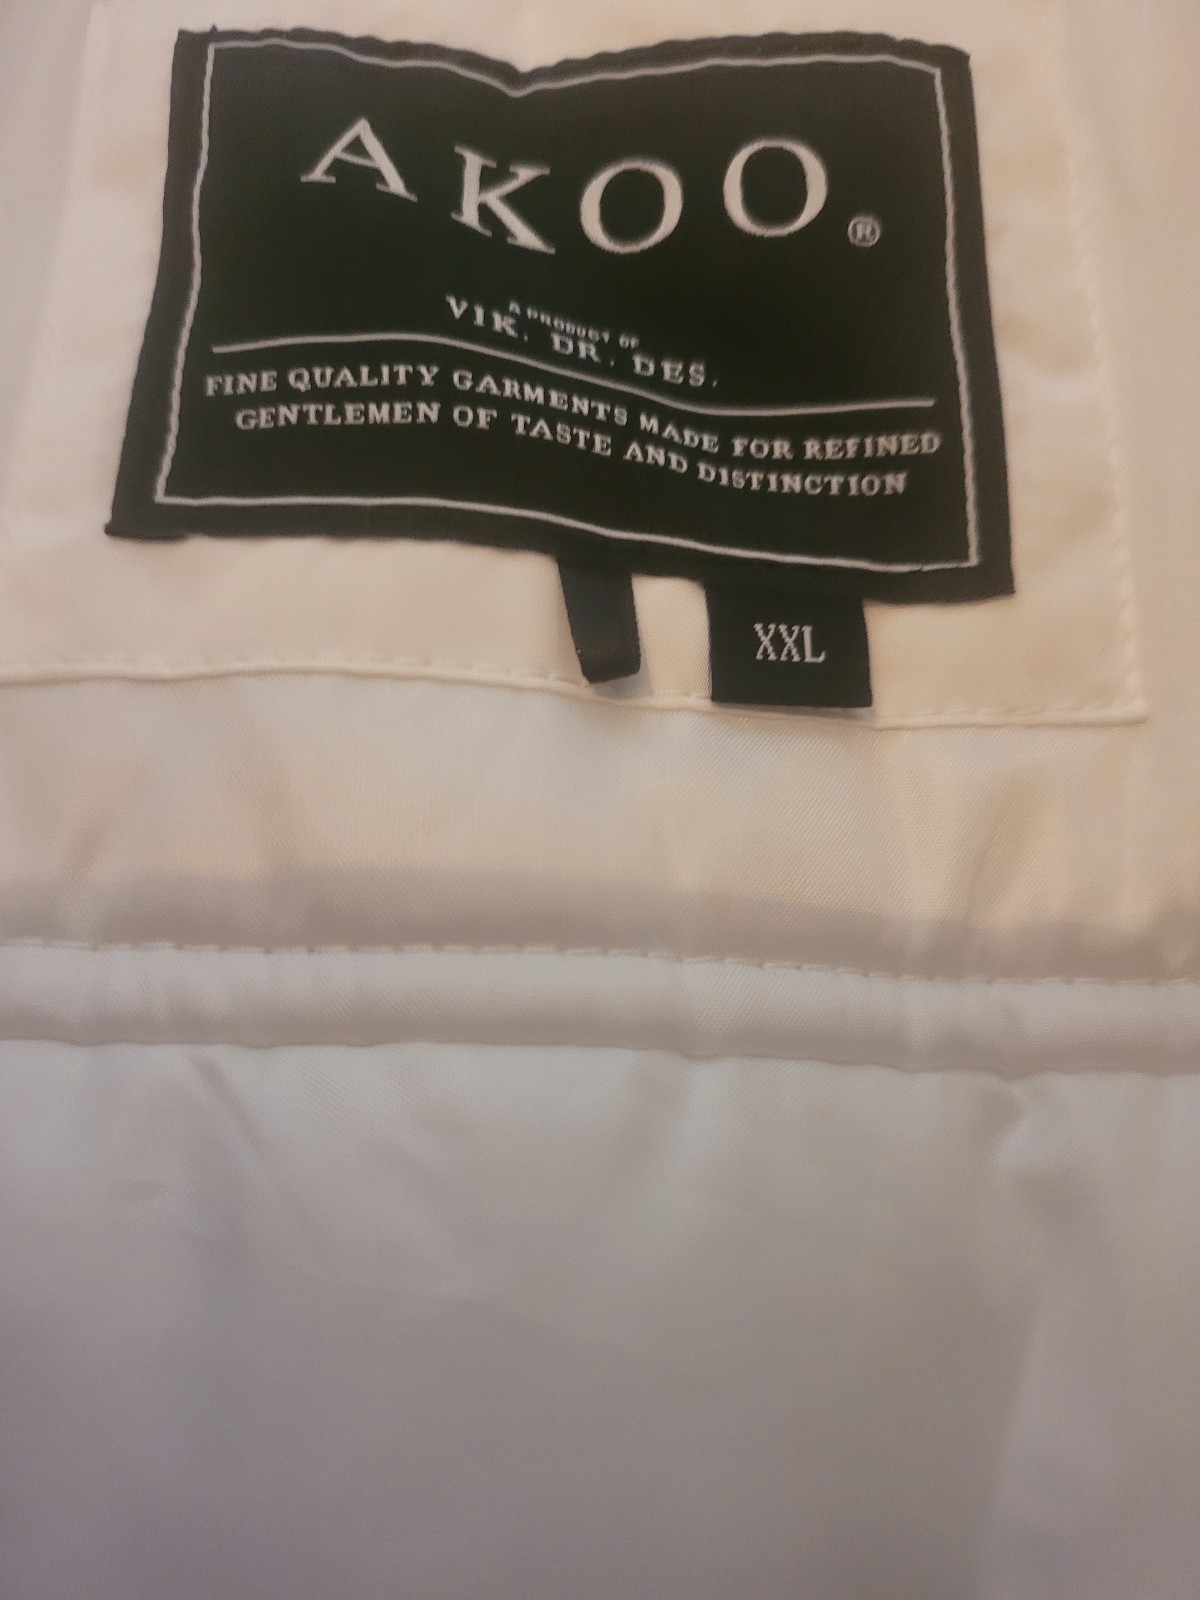 AKOO®
A PRODUCT OF
VIK. DR. DES.
FINE QUALITY GARMENTS MADE FOR REFINED
GENTLEMEN OF TASTE AND DISTINCTION
XXL